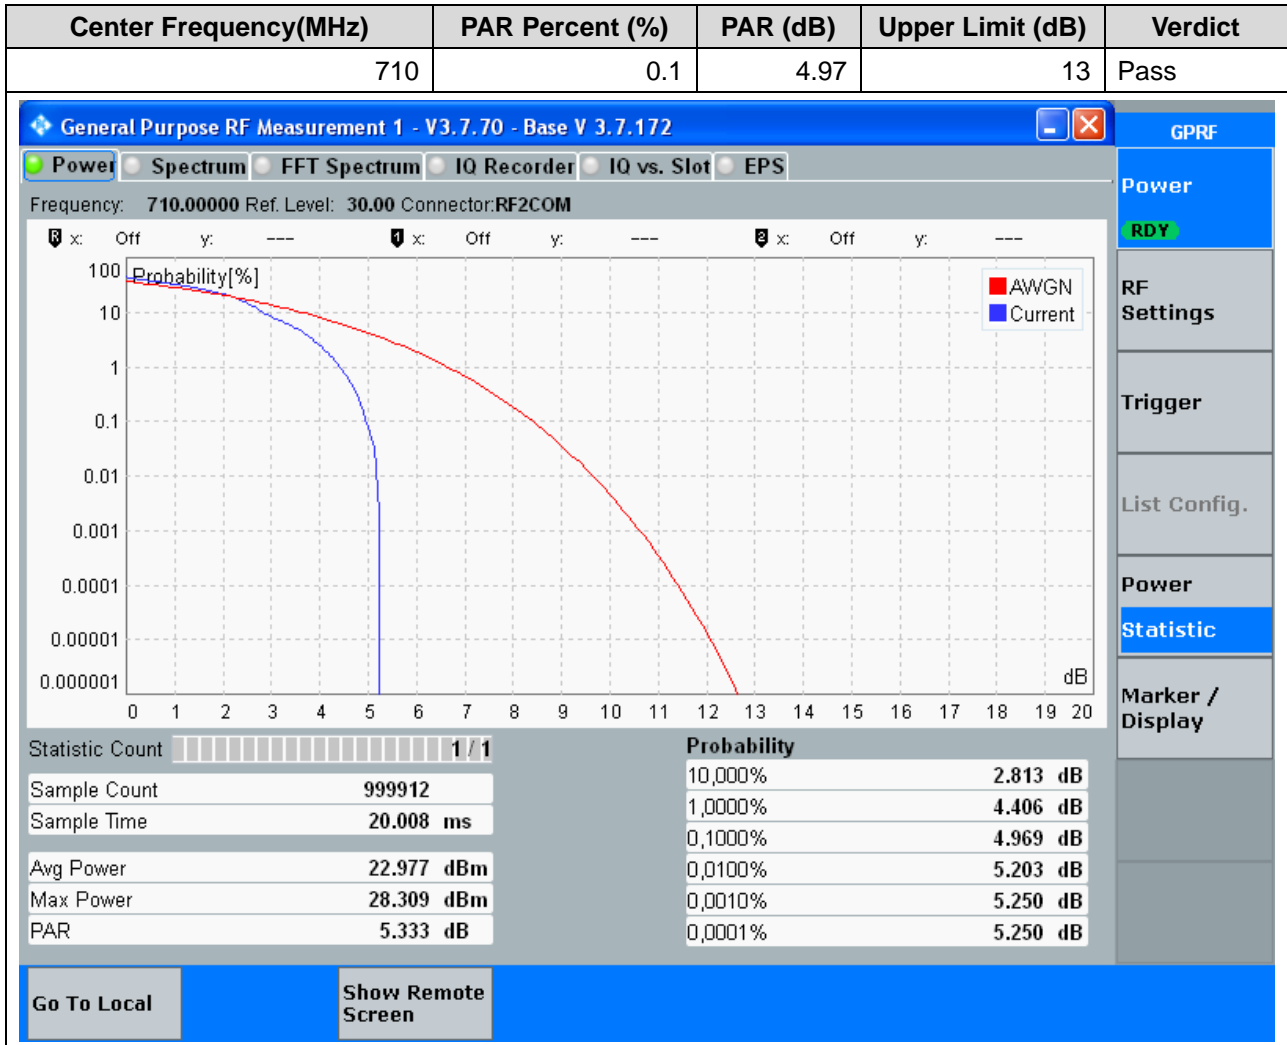 Center Frequency(MHz) PAR Percent (%) PAR (dB) Upper Limit (dB) Verdict
710 0.1 4.97 13 Pass
General Purpose RF Measurement 1 - V3.7.70 - Base V 3.7.172
GPRF
Power Spectrum FFT Spectrum IQ Recorder IQ vs. Slot EPS
Power
RDY
Frequency: 710.00000 Ref. Level: 30.00 Connector:RF2COM
R x: Off y: --- 1 x: Off y: --- 2 x: Off y: ---
Probability[%]
AWGN
Current
100
10
1
0.1
0.01
0.001
0.0001
0.00001
0.000001
dB
0 1 2 3 4 5 6 7 8 9 10 11 12 13 14 15 16 17 18 19 20
RF
Settings
Trigger
List Config.
Power
Statistic
Marker /
Display
Statistic Count 1 / 1
Sample Count 999912
Sample Time 20.008 ms
Avg Power 22.977 dBm
Max Power 28.309 dBm
PAR 5.333 dB
Probability
10,000% 2.813 dB
1,0000% 4.406 dB
0,1000% 4.969 dB
0,0100% 5.203 dB
0,0010% 5.250 dB
0,0001% 5.250 dB
Go To Local
Show Remote
Screen